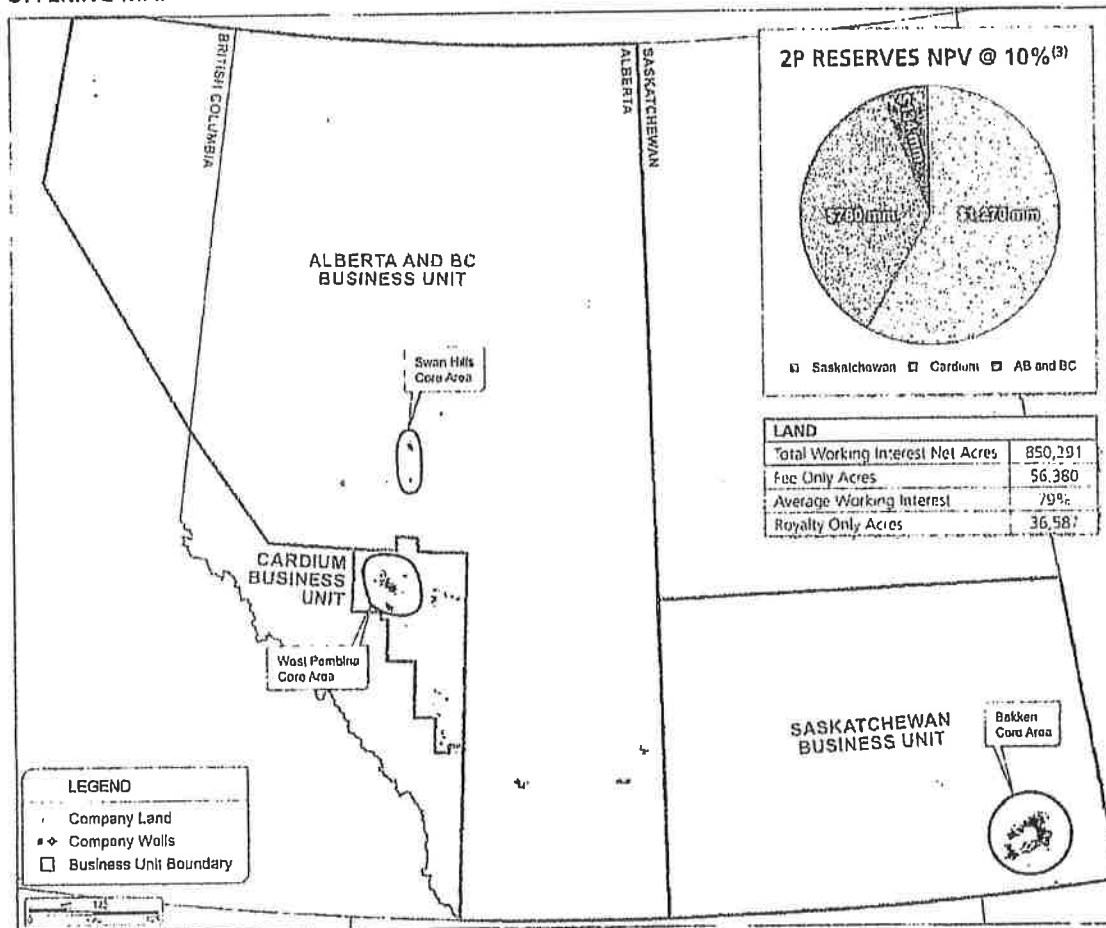 BRITISH COLUMBIA
ALBERTA
SASKATCHEWAN
2P RESERVES NPV @ 10%(3)
$780 mm
$1,270 mm
Saskatchewan Cardium AB and BC
ALBERTA AND BC
BUSINESS UNIT
Swan Hills
Core Area
LAND
Total Working Interest Net Acres 850,291
Fee Only Acres 56,380
Average Working Interest 79%
Royalty Only Acres 36,587
CARDIUM
BUSINESS
UNIT
West Pembina
Core Area
SASKATCHEWAN
BUSINESS UNIT
Bakken
Core Area
LEGEND
Company Land
Company Wells
Business Unit Boundary